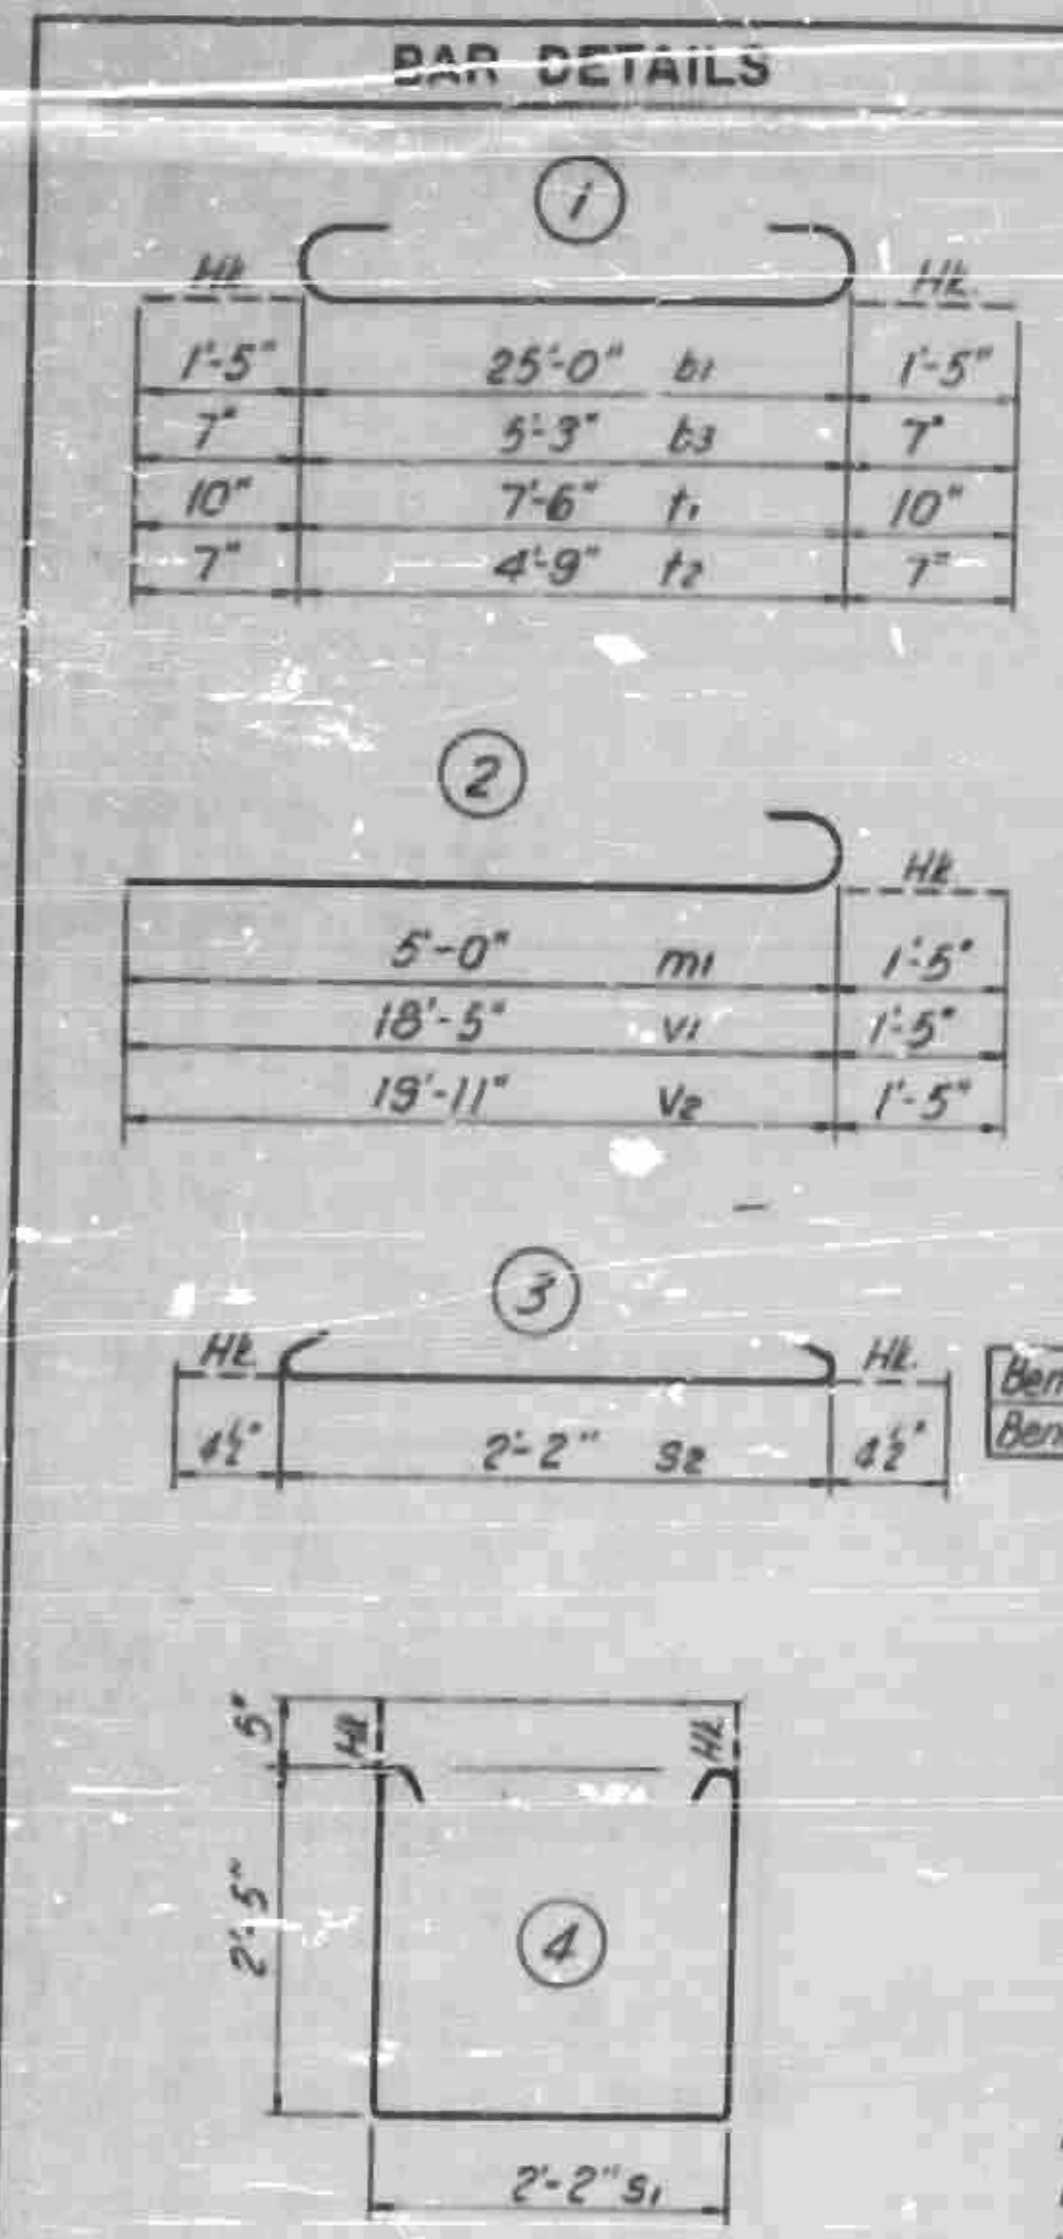 BAR DETAILS
1
Hk Hk.
1'-5" 25'-0" b1 1'-5"
7" 5'-3" b3 7"
10" 7'-6" t1 10"
7" 4'-9" t2 7"
2
Hk.
5'-0" m1 1'-5"
18'-5" v1 1'-5"
19'-11" v2 1'-5"
3
Hk. Hk.
4½" 2'-2" s2 4½"
Ben
Ben
5" Hk Hk
2'-5"
4
2'-2" s1